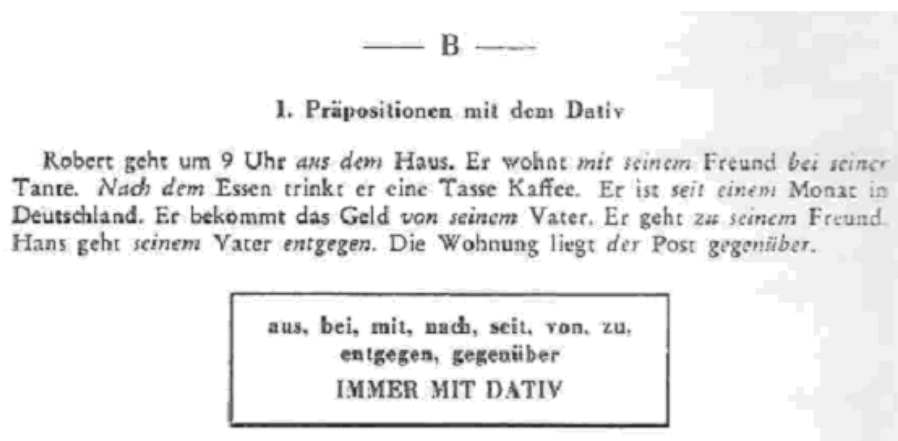 — B —
1. Präpositionen mit dem Dativ
Robert geht um 9 Uhr aus dem Haus. Er wohnt mit seinem Freund bei seiner
Tante. Nach dem Essen trinkt er eine Tasse Kaffee. Er ist seit einem Monat in
Deutschland. Er bekommt das Geld von seinem Vater. Er geht zu seinem Freund.
Hans geht seinem Vater entgegen. Die Wohnung liegt der Post gegenüber.
aus, bei, mit, nach, seit, von, zu,
entgegen, gegenüber
IMMER MIT DATIV